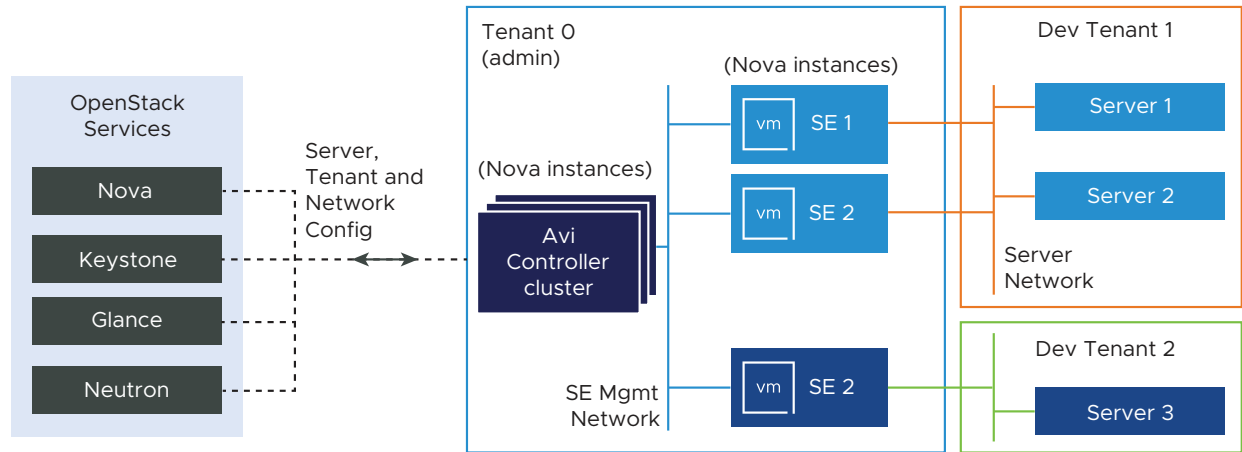 OpenStack
Services
Nova
Keystone
Glance
Neutron
Server,
Tenant and
Network
Config
Tenant 0
(admin)
(Nova instances)
Avi
Controller
cluster
SE Mgmt
Network
(Nova instances)
vm SE 1
vm SE 2
vm SE 2
Dev Tenant 1
Server 1
Server 2
Server
Network
Dev Tenant 2
Server 3